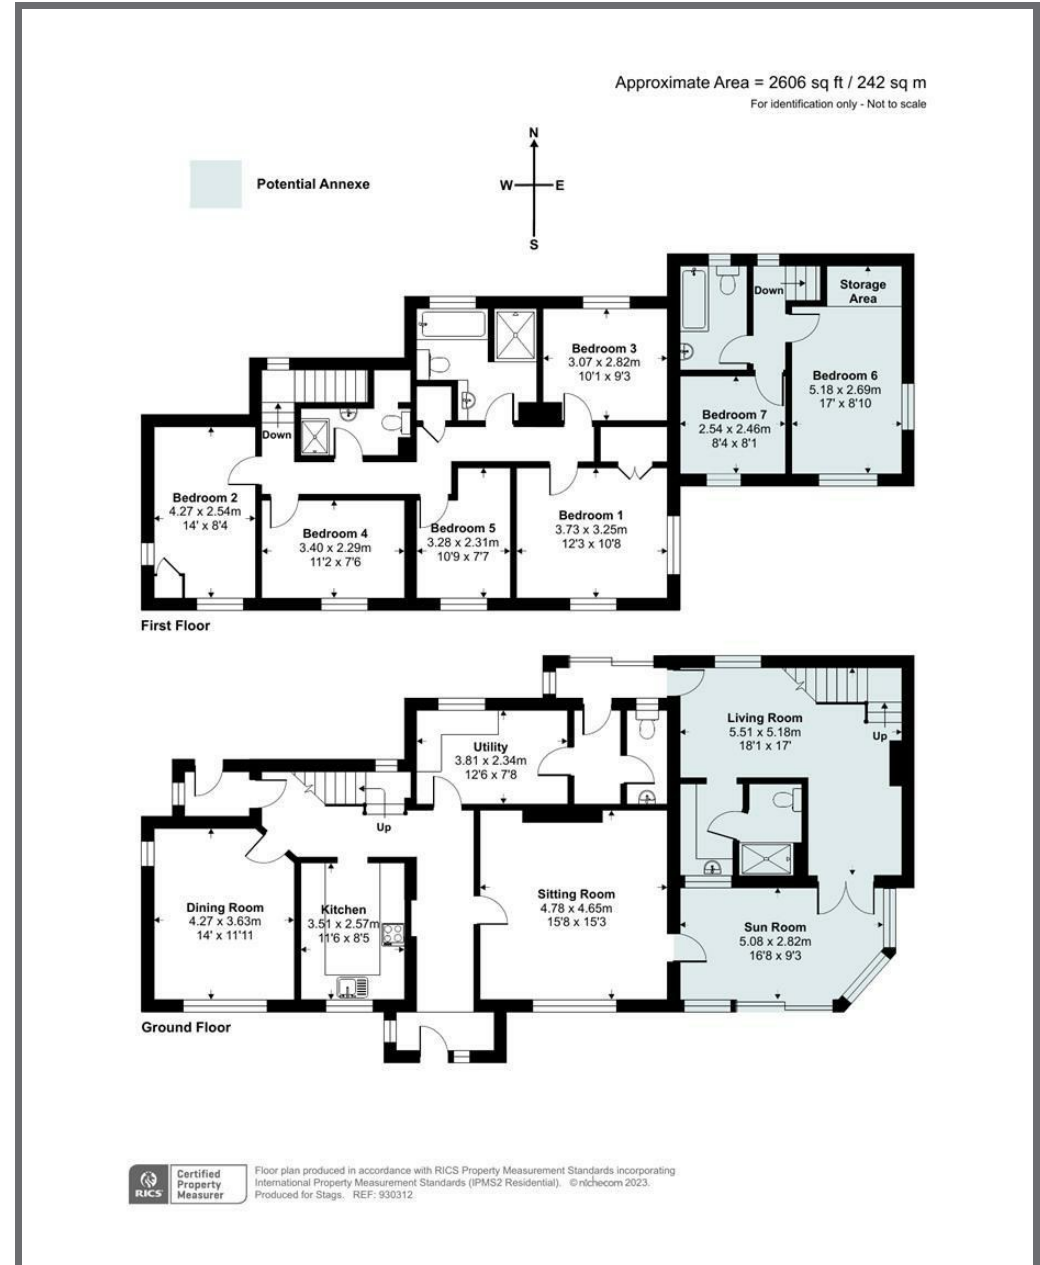 Approximate Area = 2606 sq ft / 242 sq m
For identification only - Not to scale
N
W E
S
Potential Annexe
Down
Storage
Area
Bedroom 3
3.07 x 2.82m
10'1 x 9'3
Bedroom 6
5.18 x 2.69m
17' x 8'10
Bedroom 7
2.54 x 2.46m
8'4 x 8'1
Down
Bedroom 2
4.27 x 2.54m
14' x 8'4
Bedroom 4
3.40 x 2.29m
11'2 x 7'6
Bedroom 5
3.28 x 2.31m
10'9 x 7'7
Bedroom 1
3.73 x 3.25m
12'3 x 10'8
First Floor
Living Room
5.51 x 5.18m
18'1 x 17'
Up
Utility
3.81 x 2.34m
12'6 x 7'8
Up
Dining Room
4.27 x 3.63m
14' x 11'11
Kitchen
3.51 x 2.57m
11'6 x 8'5
Sitting Room
4.78 x 4.65m
15'8 x 15'3
Sun Room
5.08 x 2.82m
16'8 x 9'3
Ground Floor
RICS
Certified
Property
Measurer
Floor plan produced in accordance with RICS Property Measurement Standards incorporating
International Property Measurement Standards (IPMS2 Residential). © nichecom 2023.
Produced for Stags. REF: 930312